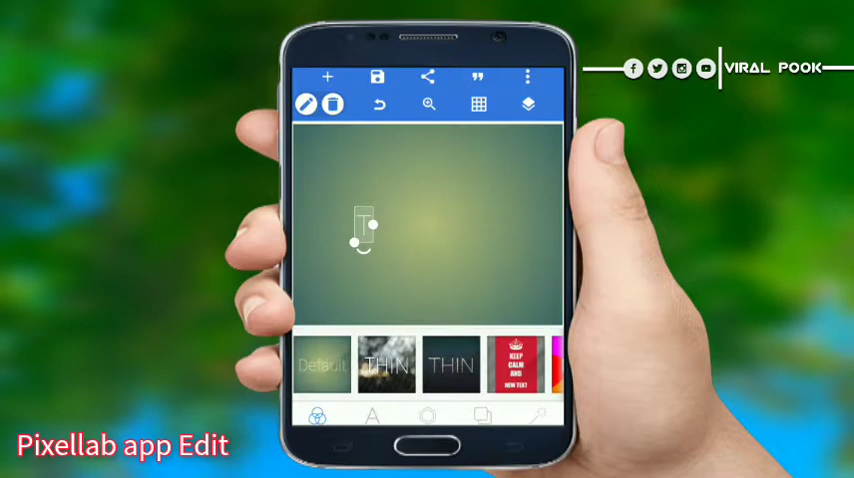 VIRAL POOK
T
Default
THIN
THIN
KEEP
CALM
AND
NEW TEXT
A
Pixellab app Edit